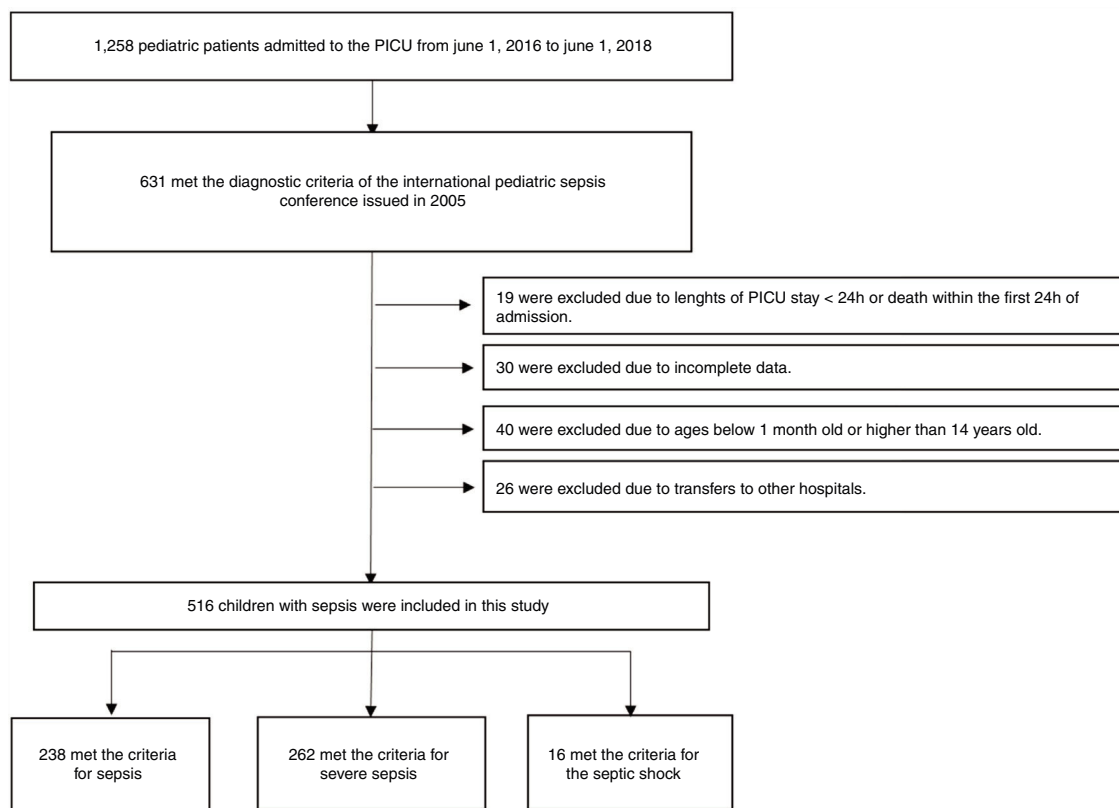 1,258 pediatric patients admitted to the PICU from june 1, 2016 to june 1, 2018
631 met the diagnostic criteria of the international pediatric sepsis
conference issued in 2005
19 were excluded due to lenghts of PICU stay < 24h or death within the first 24h of
admission.
30 were excluded due to incomplete data.
40 were excluded due to ages below 1 month old or higher than 14 years old.
26 were excluded due to transfers to other hospitals.
516 children with sepsis were included in this study
238 met the criteria
for sepsis
262 met the criteria for
severe sepsis
16 met the criteria for
the septic shock